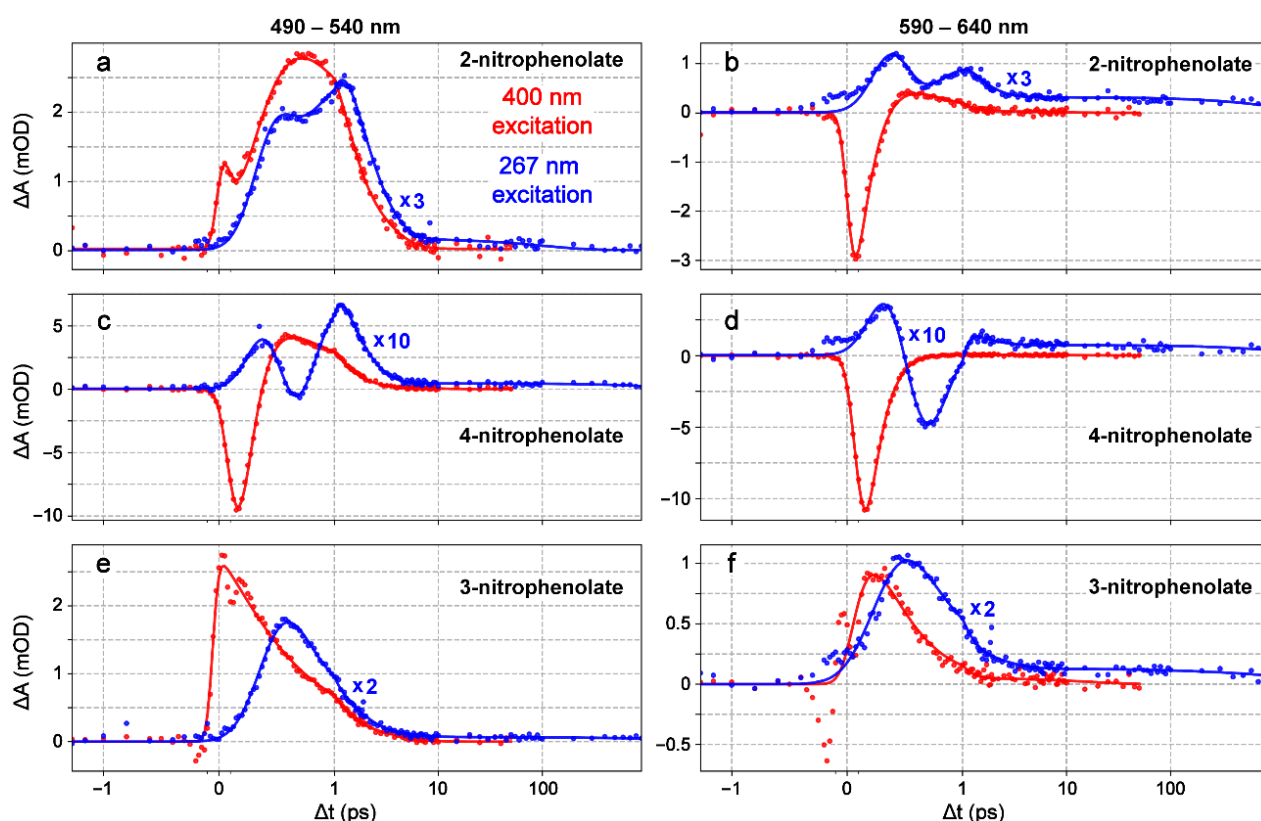 490 – 540 nm
590 – 640 nm
a
2-nitrophenolate
400 nm
excitation
267 nm
excitation
x3
ΔA (mOD)
2
1
0
b
2-nitrophenolate
x3
ΔA (mOD)
1
0
−1
−2
−3
c
x10
4-nitrophenolate
ΔA (mOD)
5
0
−5
−10
d
x10
4-nitrophenolate
0
−5
−10
e
3-nitrophenolate
x2
ΔA (mOD)
2
1
0
−1 0 1 10 100
Δt (ps)
f
3-nitrophenolate
x2
1
0.5
0
−0.5
−1 0 1 10 100
Δt (ps)